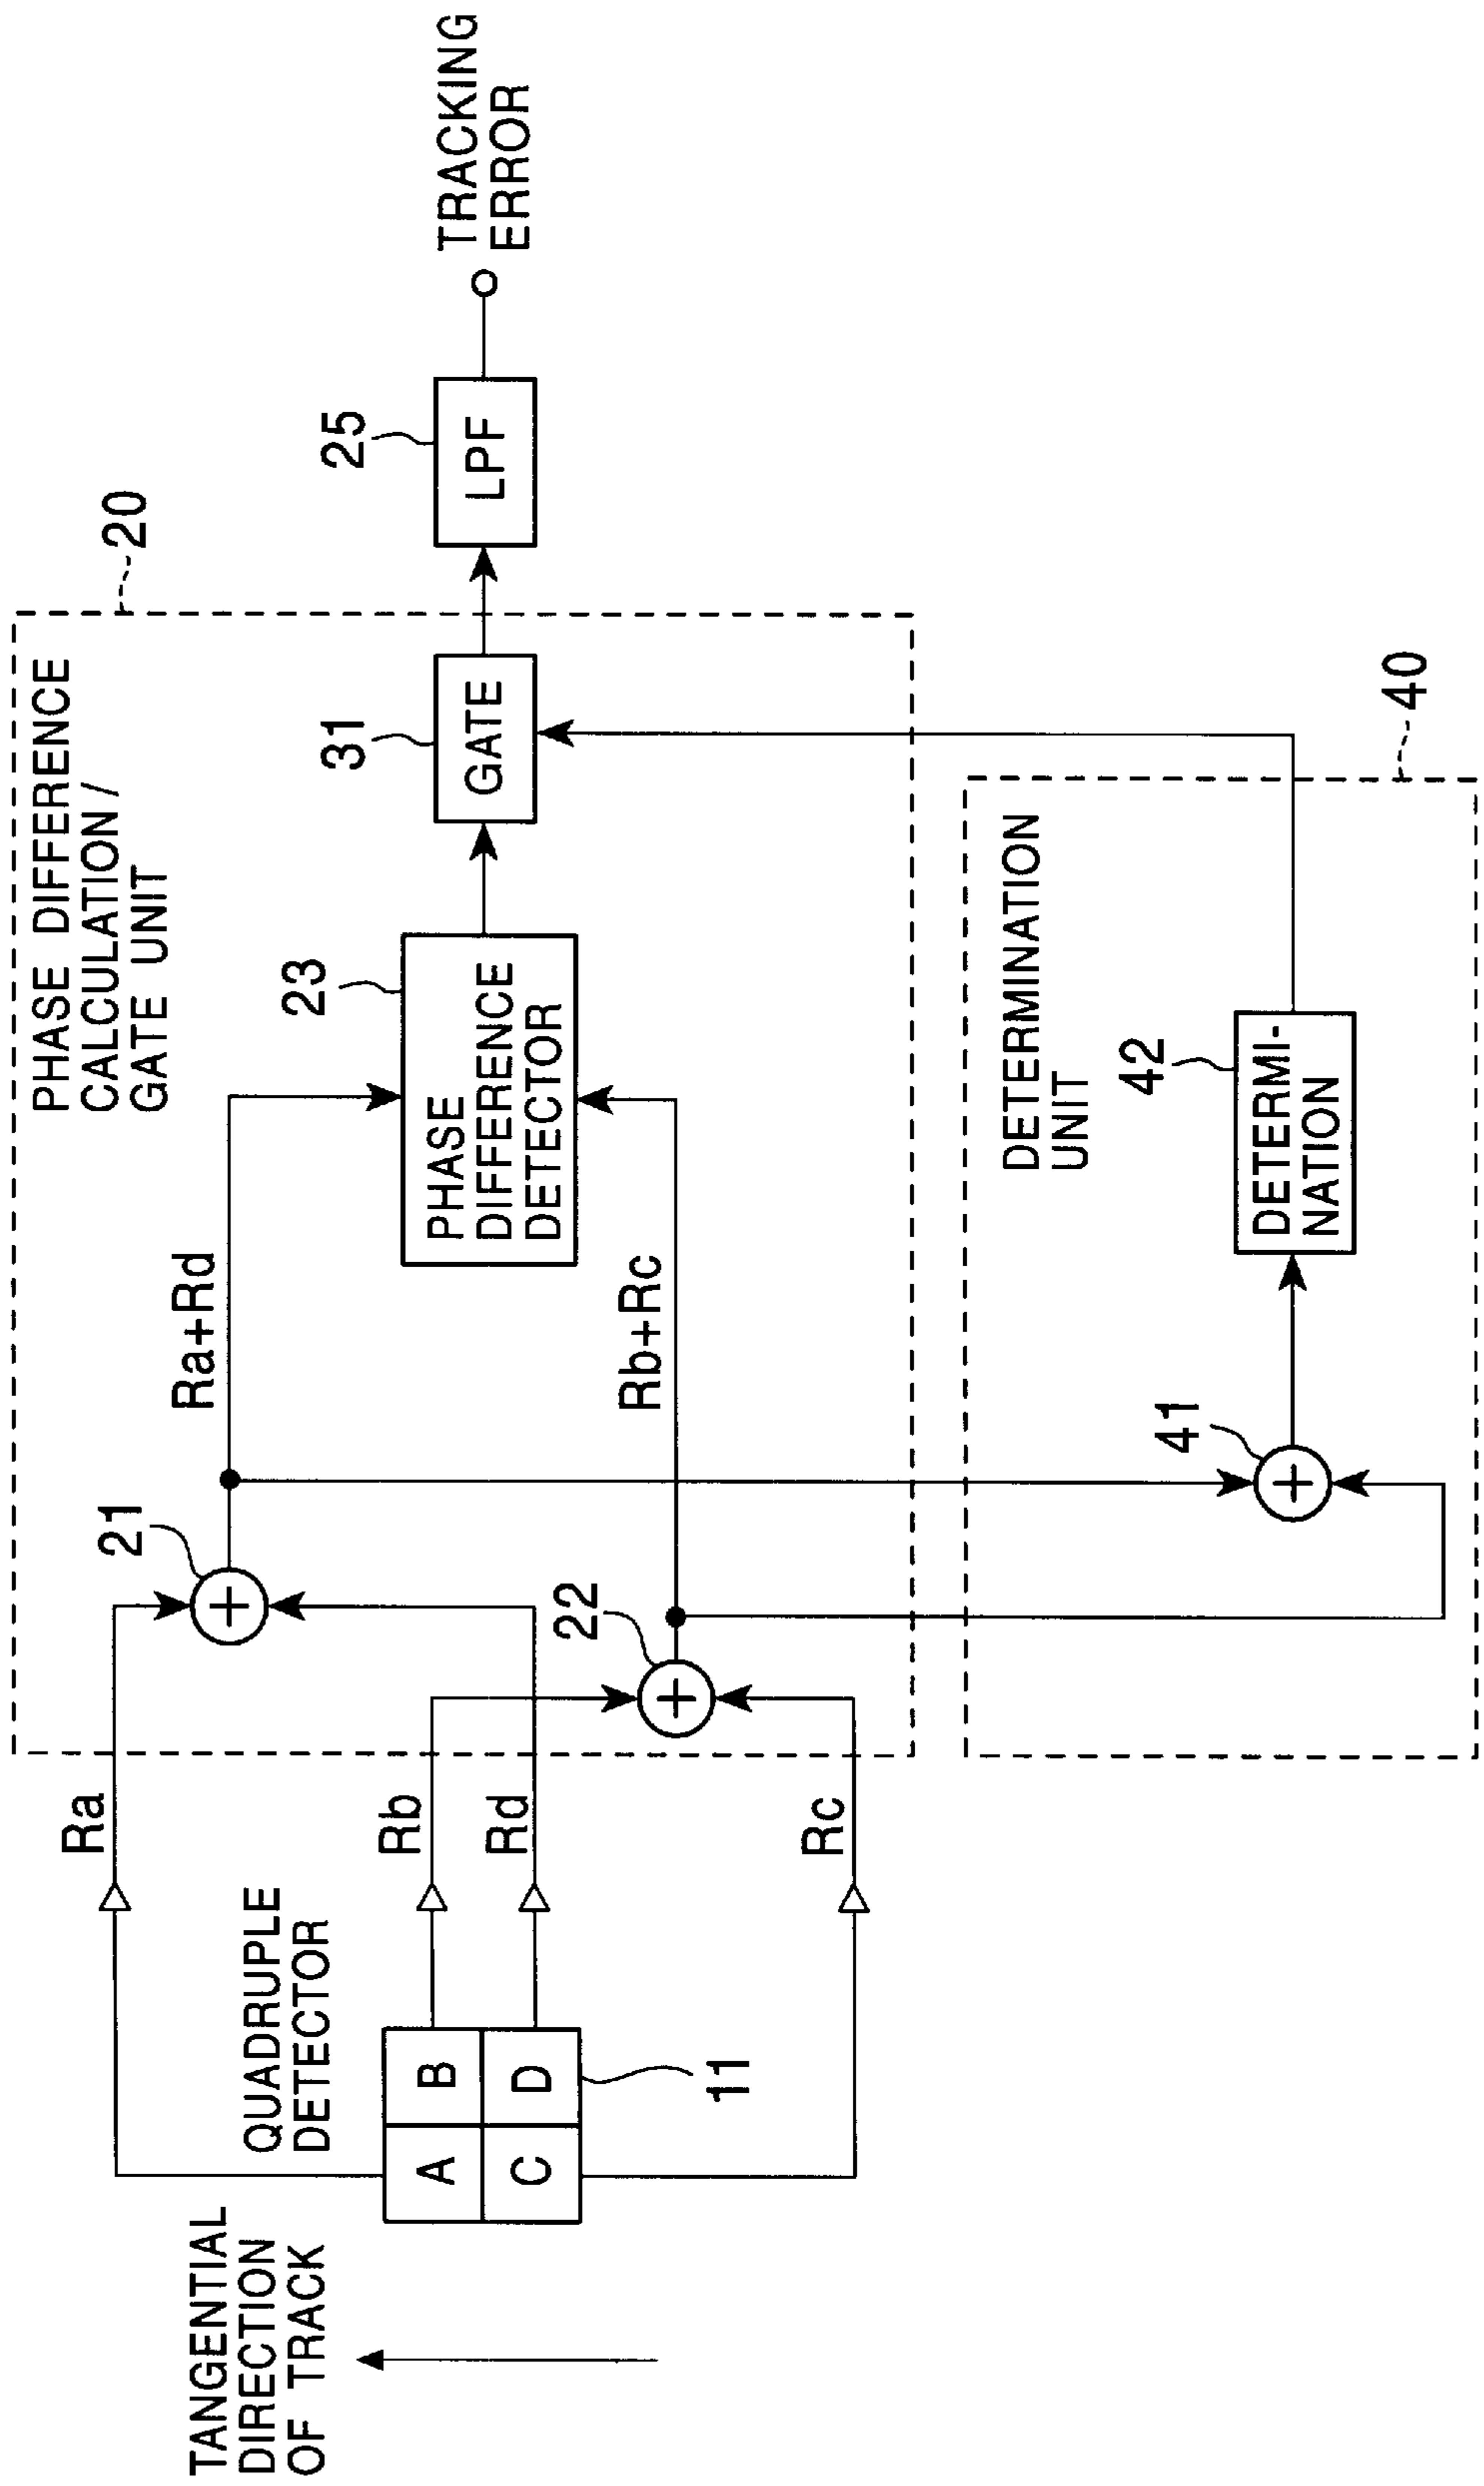 TANGENTIAL
DIRECTION
OF TRACK
QUADRUPLE
DETECTOR
A
B
C
D
11
Ra
Rb
Rd
Rc
PHASE DIFFERENCE
CALCULATION/
GATE UNIT
20
21
+
22
+
Ra+Rd
Rb+Rc
23
PHASE
DIFFERENCE
DETECTOR
31
GATE
25
LPF
TRACKING
ERROR
DETERMINATION
UNIT
40
41
+
42
DETERMI-
NATION